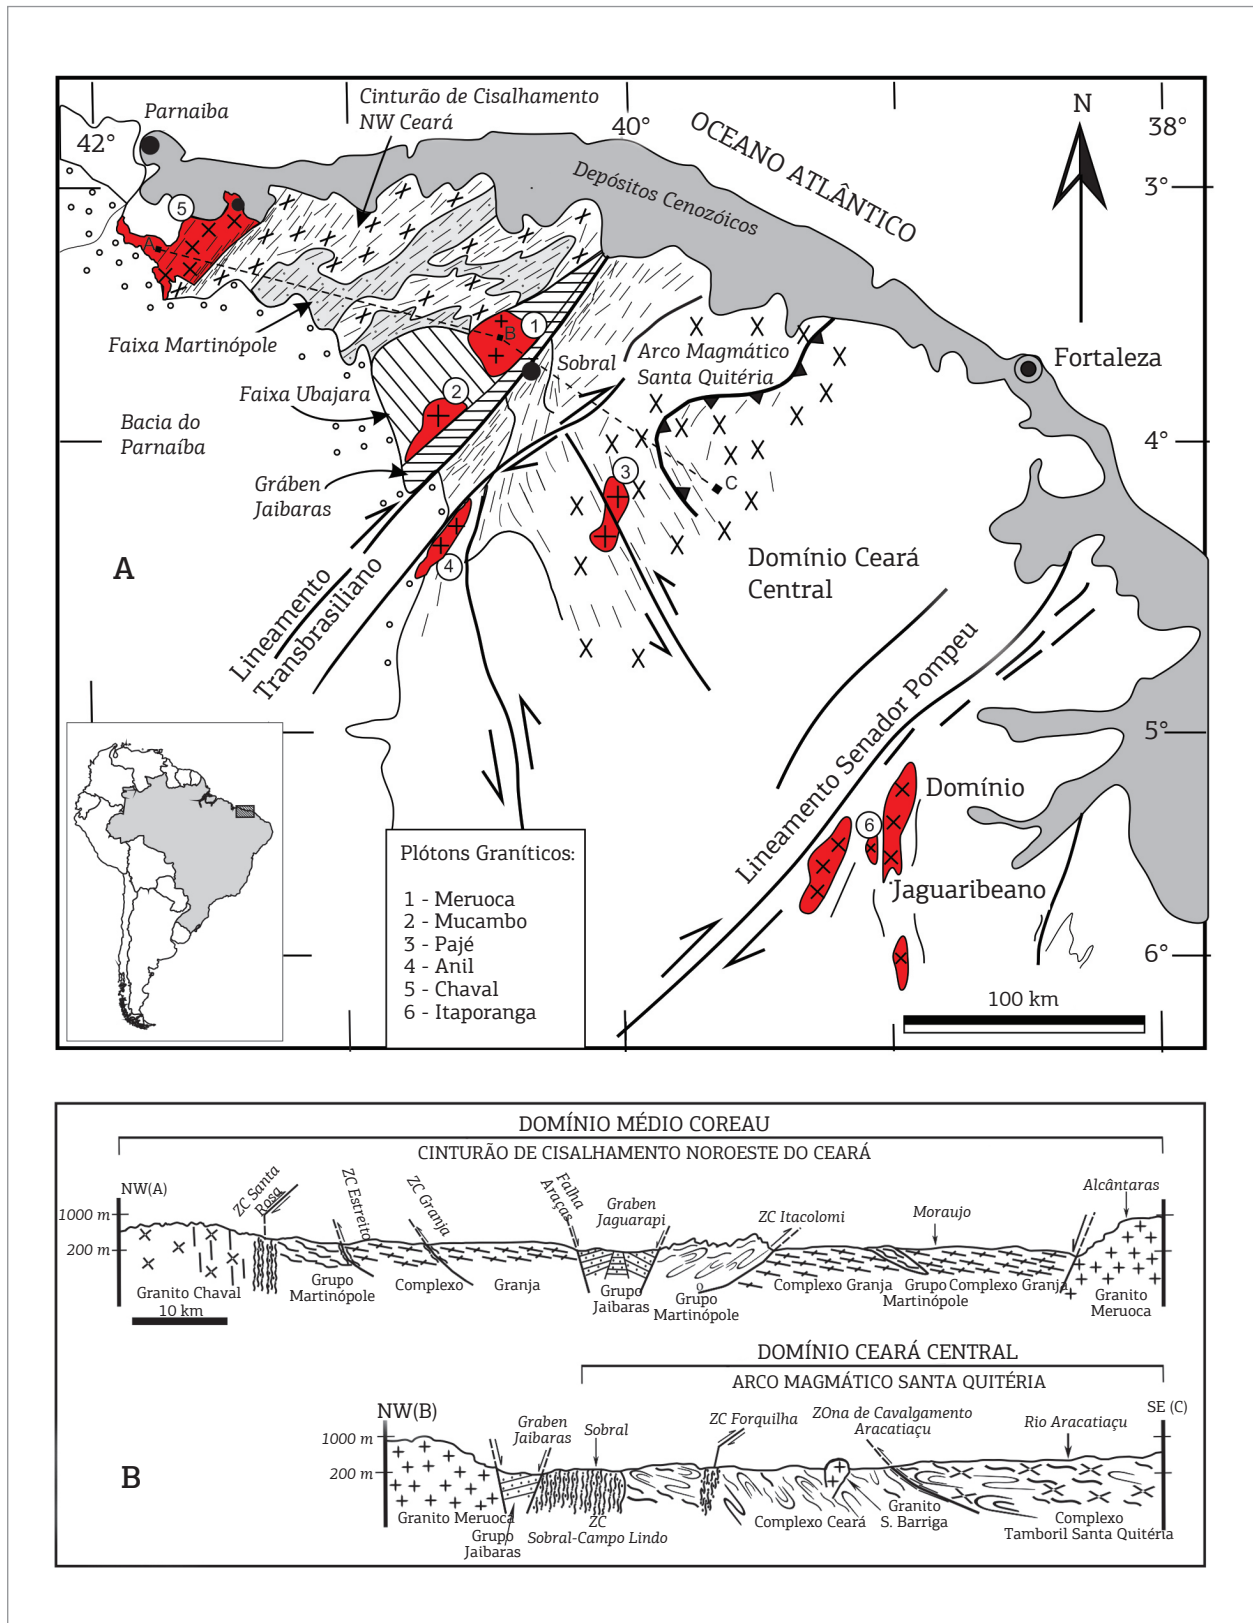 Parnaiba
Cinturão de Cisalhamento
NW Ceará
42°
40°
38°
N
OCEANO ATLÂNTICO
Depósitos Cenozóicos
3°
5
A
Faixa Martinópole
B
1
Sobral
Arco Magmático
Santa Quitéria
Fortaleza
Faixa Ubajara
2
Bacia do
Parnaíba
4°
Gráben
Jaibaras
3
C
A
4
Domínio Ceará
Central
Lineamento
Transbrasiliano
Lineamento Senador Pompeu
5°
Domínio
6
Jaguaribeano
6°
Plótons Graníticos:
1 - Meruoca
2 - Mucambo
3 - Pajé
4 - Anil
5 - Chaval
6 - Itaporanga
100 km
DOMÍNIO MÉDIO COREAU
CINTURÃO DE CISALHAMENTO NOROESTE DO CEARÁ
NW(A)
ZC Santa
Rosa
ZC Estreito
ZC Granja
Falha
Araças
Graben
Jaguarapi
ZC Itacolomi
Moraujo
Alcântaras
1000 m
200 m
Granito Chaval
10 km
Grupo
Martinópole
Complexo
Granja
Grupo
Jaibaras
Grupo
Martinópole
Complexo Granja
Grupo
Martinópole
Complexo Granja
Granito
Meruoca
DOMÍNIO CEARÁ CENTRAL
ARCO MAGMÁTICO SANTA QUITÉRIA
NW(B)
Graben
Jaibaras
Sobral
ZC Forquilha
ZOna de Cavalgamento
Aracatiaçu
Rio Aracatiaçu
SE (C)
1000 m
200 m
B
Granito Meruoca
Grupo
Jaibaras
ZC
Sobral-Campo Lindo
Complexo Ceará
Granito
S. Barriga
Complexo
Tamboril Santa Quitéria